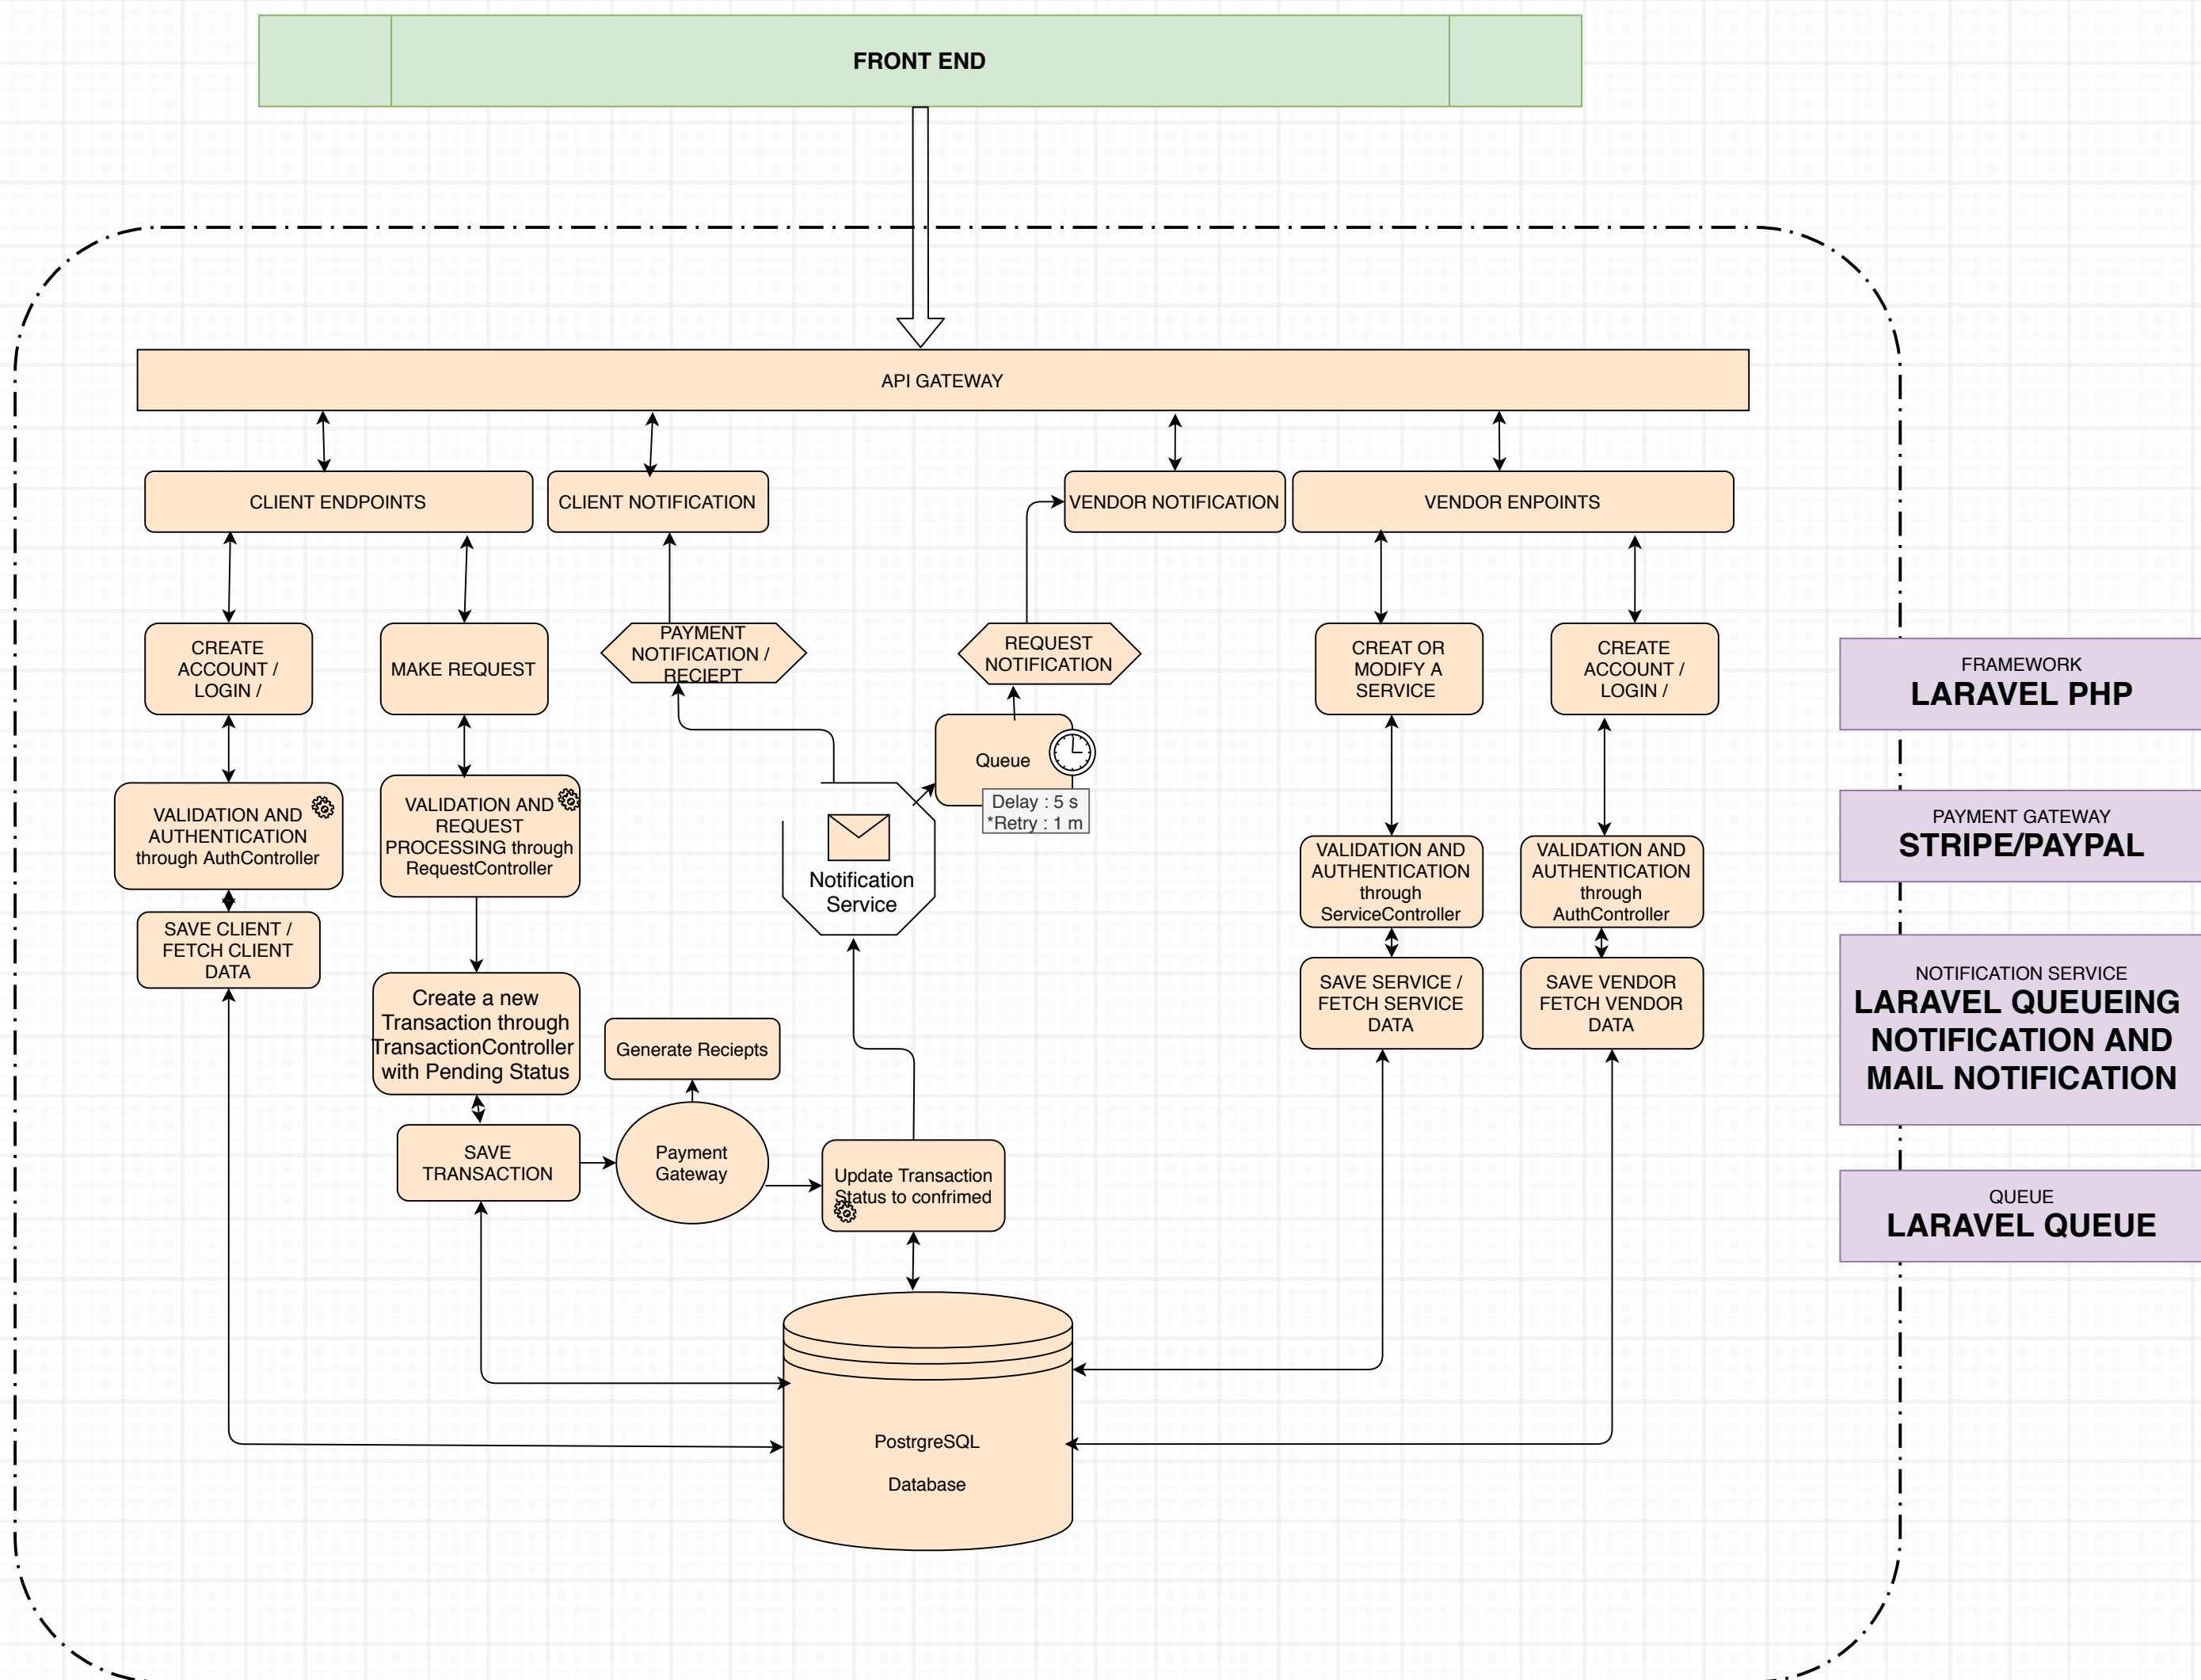 FRONT END
API GATEWAY
CLIENT ENDPOINTS
CLIENT NOTIFICATION
VENDOR NOTIFICATION
VENDOR ENPOINTS
CREATE
ACCOUNT /
LOGIN /
MAKE REQUEST
PAYMENT
NOTIFICATION /
RECIEPT
REQUEST
NOTIFICATION
CREAT OR
MODIFY A
SERVICE
CREATE
ACCOUNT /
LOGIN /
FRAMEWORK
LARAVEL PHP
Queue
Delay : 5 s
*Retry : 1 m
VALIDATION AND
AUTHENTICATION
through AuthController
VALIDATION AND
REQUEST
PROCESSING through
RequestController
Notification
Service
VALIDATION AND
AUTHENTICATION
through
ServiceController
VALIDATION AND
AUTHENTICATION
through
AuthController
PAYMENT GATEWAY
STRIPE/PAYPAL
SAVE CLIENT /
FETCH CLIENT
DATA
Create a new
Transaction through
TransactionController
with Pending Status
Generate Reciepts
SAVE SERVICE /
FETCH SERVICE
DATA
SAVE VENDOR
FETCH VENDOR
DATA
NOTIFICATION SERVICE
LARAVEL QUEUEING
NOTIFICATION AND
MAIL NOTIFICATION
SAVE
TRANSACTION
Payment
Gateway
Update Transaction
Status to confrimed
QUEUE
LARAVEL QUEUE
PostrgreSQL
Database